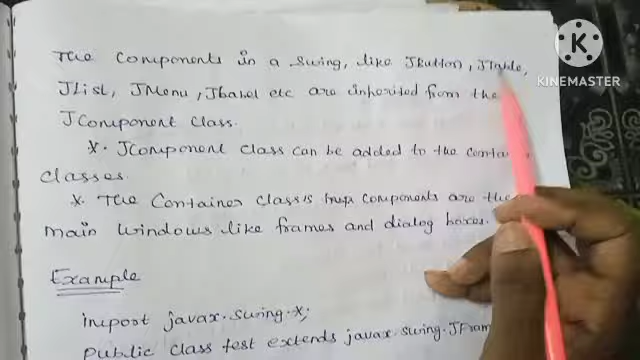 The Components in a swing, like JButton, JTable,
JList, JMenu, JLabel etc are inherited from the
JComponent Class.
*. JComponent class can be added to the contai
classes.
*. The Container class is components are the
main windows like frames and dialog boxes.
Example
import javax.swing.*;
public class test extends javax.swing.JFram
K
KINEMASTER